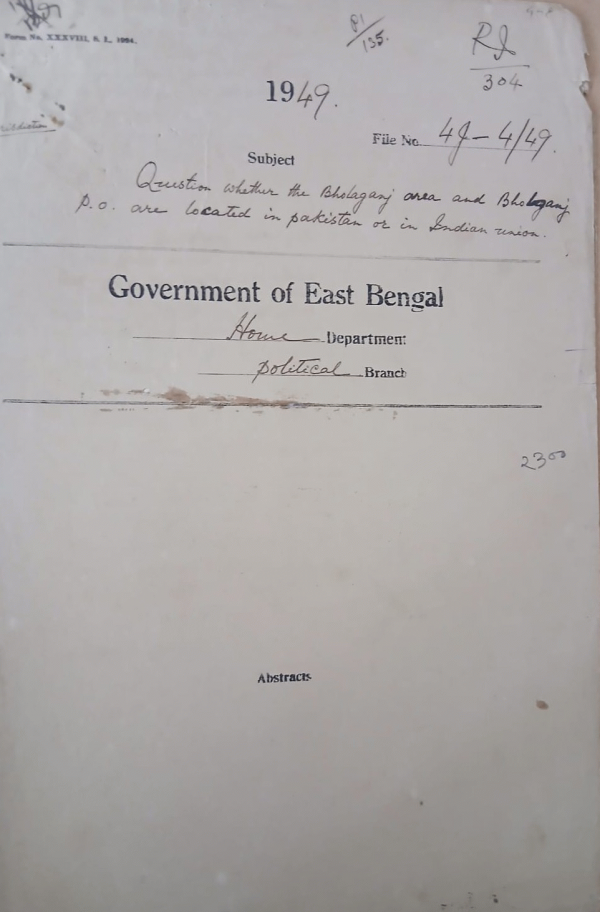 Form No. XXXVIII, S. L., 1904.
81/135.
RJ/304
1949.
File No. 4J-4/49.
Subject
Question whether the Bholaganj area and Bholaganj
p.o. are located in pakistan or in Indian union.
Government of East Bengal
Home Department
political Branch
2300
Abstracts